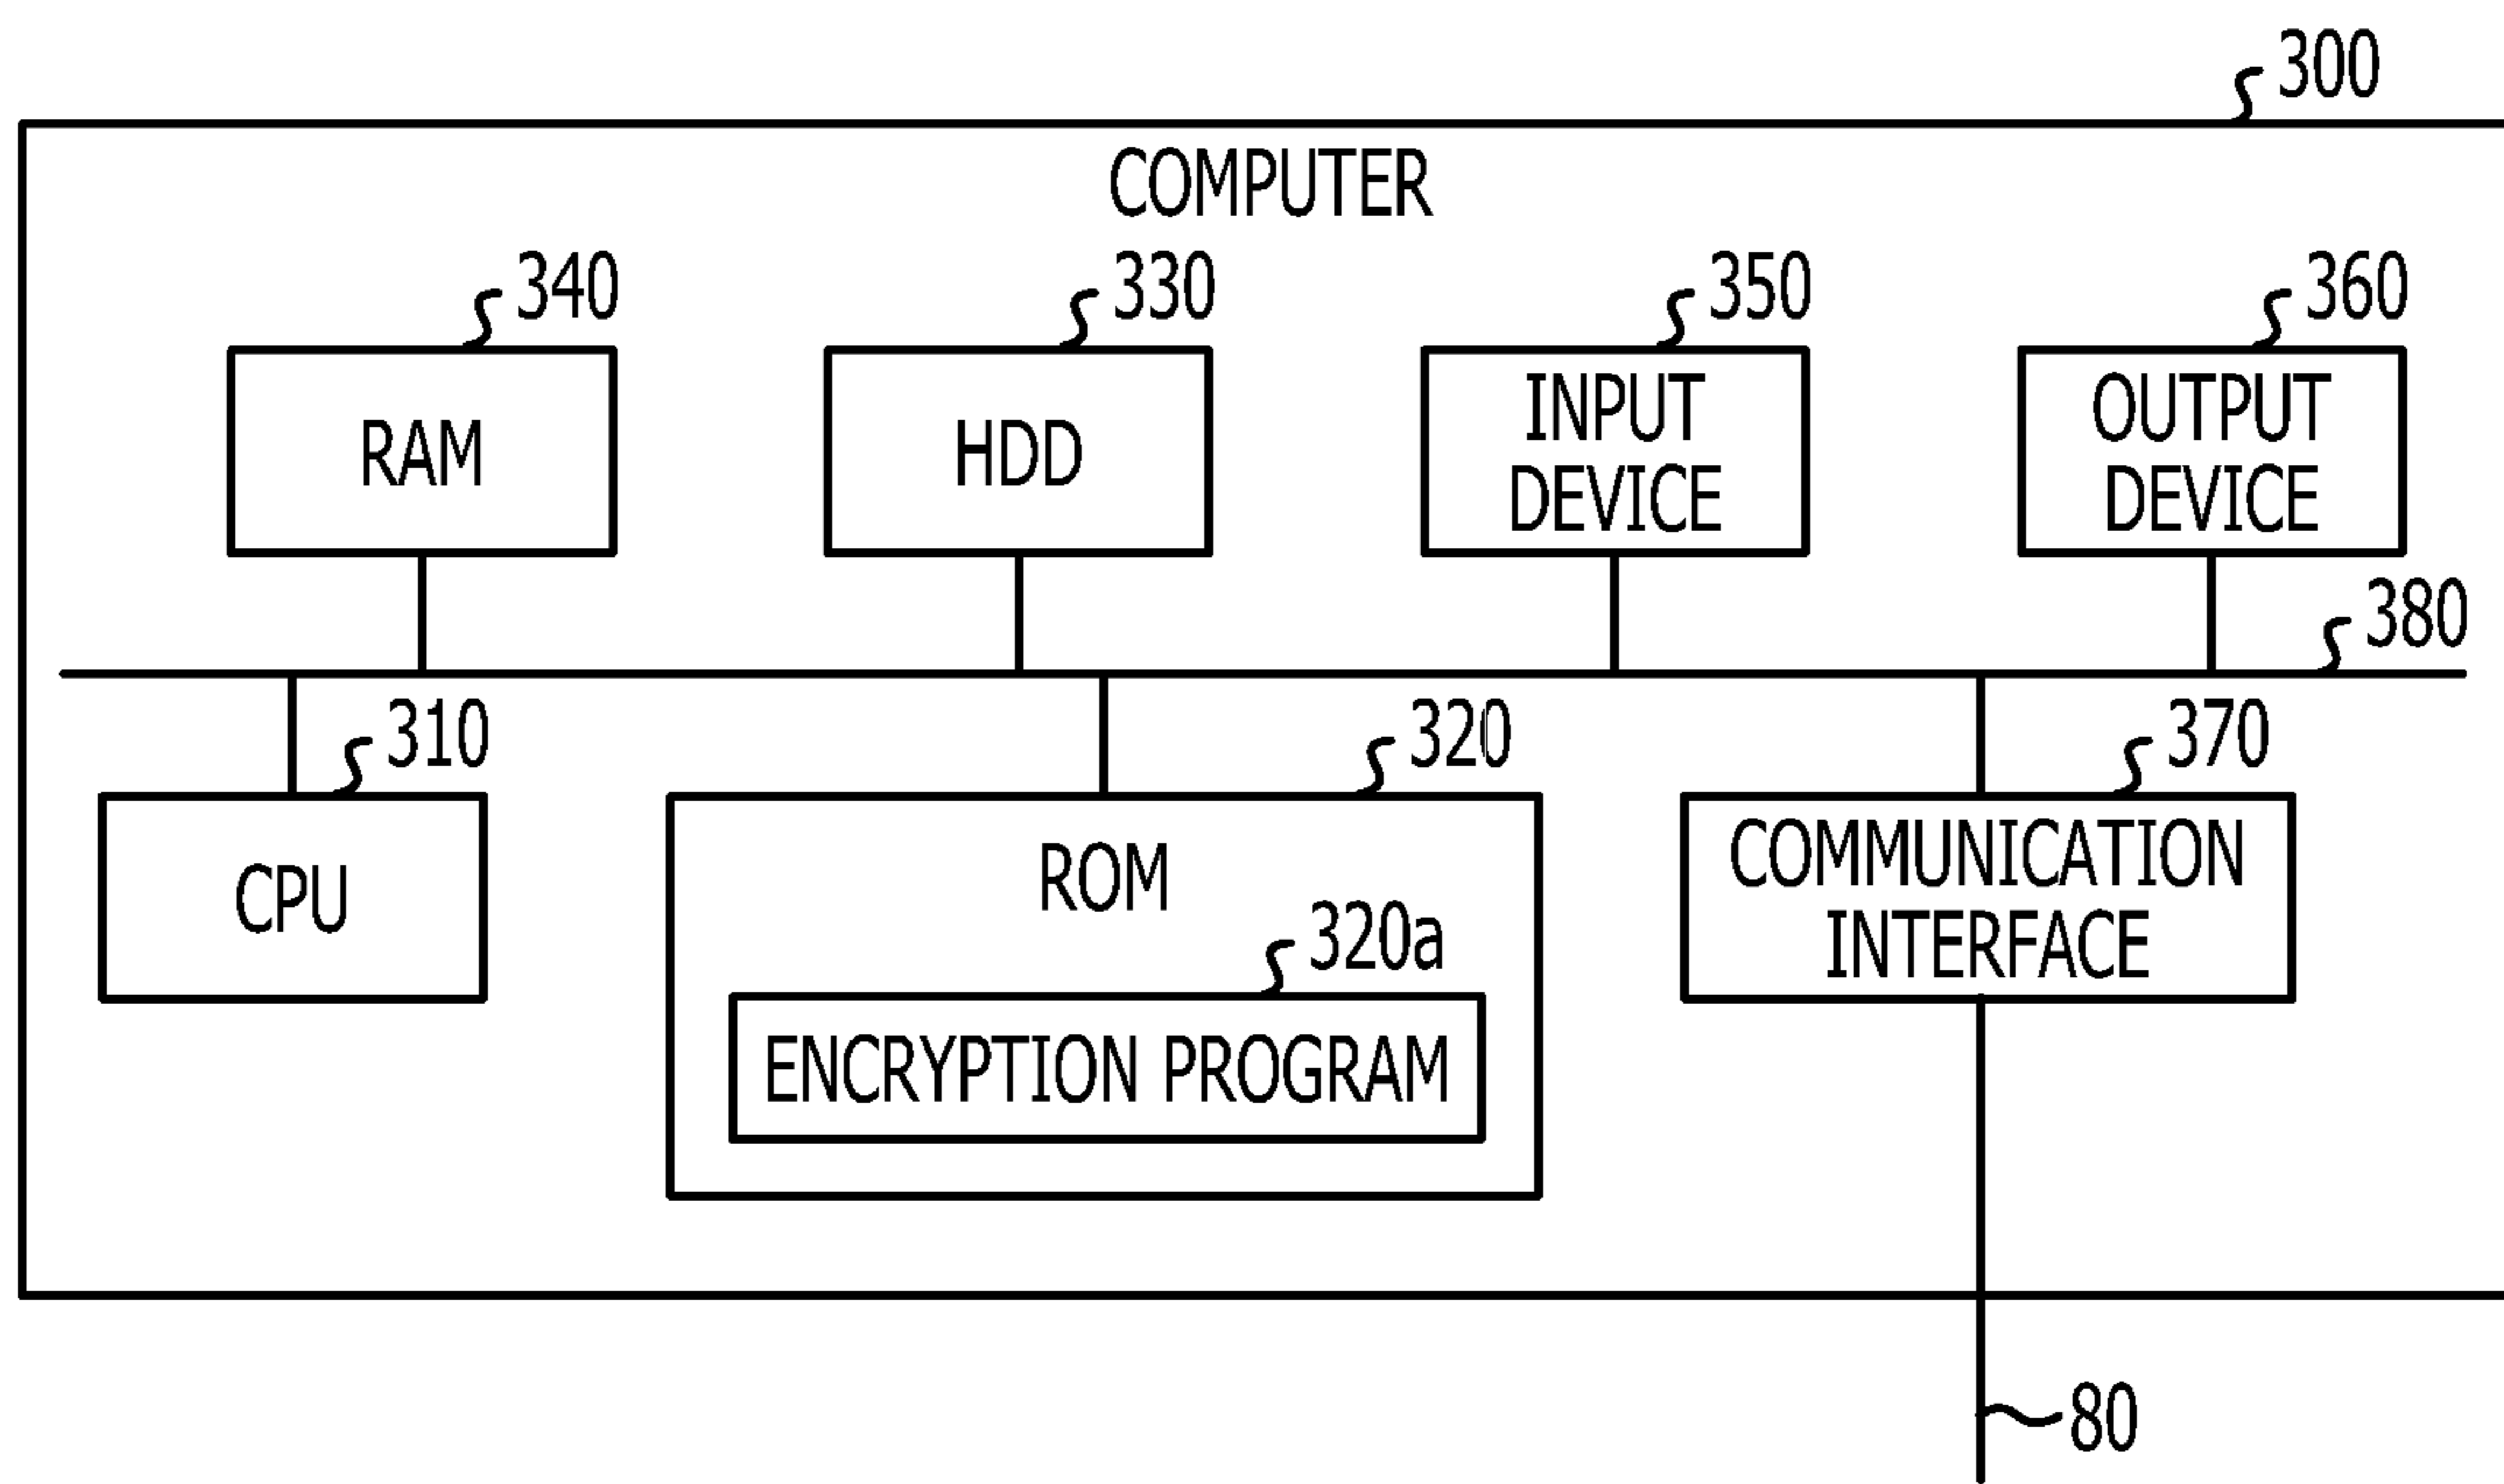 300
COMPUTER
340
330
350
360
RAM
HDD
INPUT
DEVICE
OUTPUT
DEVICE
380
310
320
370
CPU
ROM
320a
ENCRYPTION PROGRAM
COMMUNICATION
INTERFACE
80